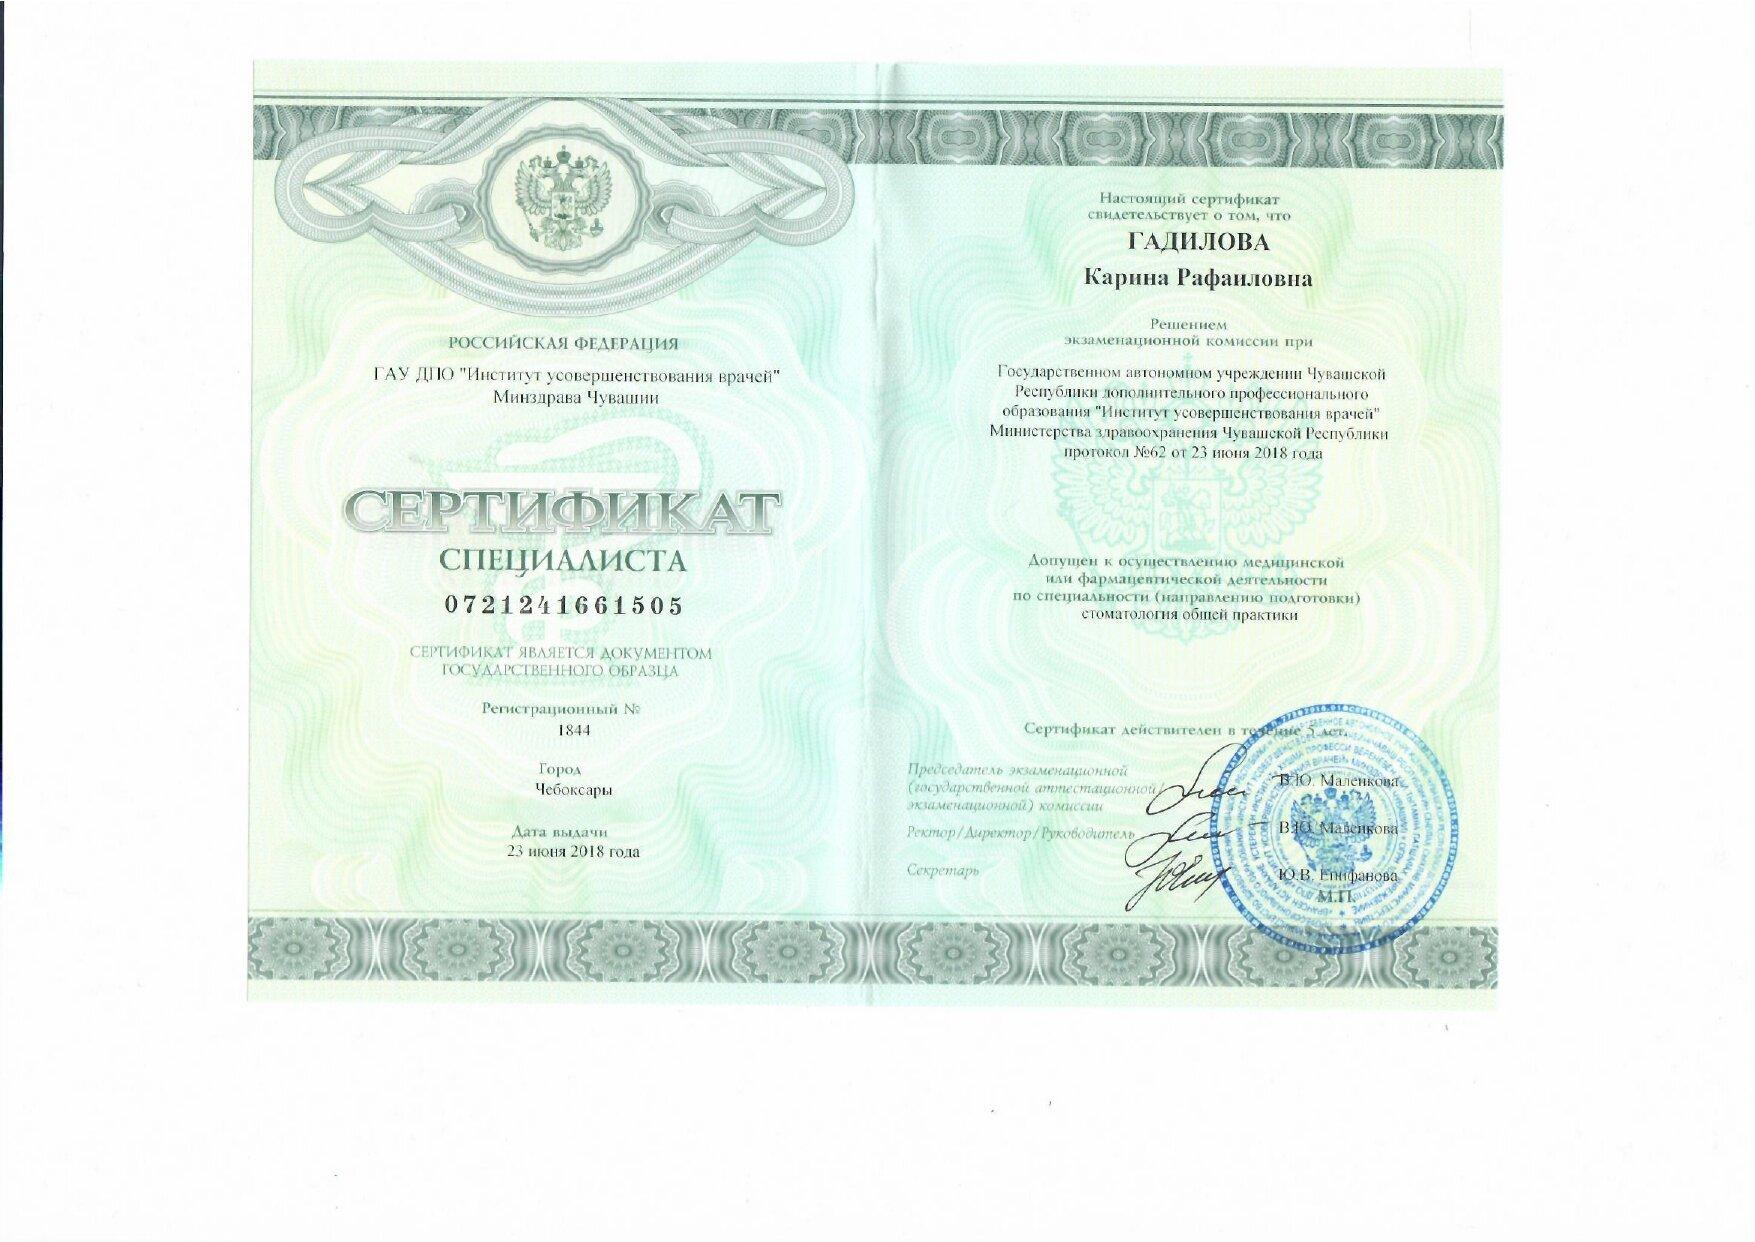 РОССИЙСКАЯ ФЕДЕРАЦИЯ
ГАУ ДПО "Институт усовершенствования врачей"
Минздрава Чувашии
СЕРТИФИКАТ
СПЕЦИАЛИСТА
0721241661505
СЕРТИФИКАТ ЯВЛЯЕТСЯ ДОКУМЕНТОМ
ГОСУДАРСТВЕННОГО ОБРАЗЦА
Регистрационный №
1844
Город
Чебоксары
Дата выдачи
23 июня 2018 года
Настоящий сертификат
свидетельствует о том, что
ГАДИЛОВА
Карина Рафаиловна
Решением
экзаменационной комиссии при
Государственном автономном учреждении Чувашской
Республики дополнительного профессионального
образования "Институт усовершенствования врачей"
Министерства здравоохранения Чувашской Республики
протокол №62 от 23 июня 2018 года
Допущен к осуществлению медицинской
или фармацевтической деятельности
по специальности (направлению подготовки)
стоматология общей практики
Сертификат действителен в течение 5 лет.
Председатель экзаменационной
(государственной аттестационной/
экзаменационной) комиссии
В.Ю. Маленкова
Ректор/Директор/Руководитель
В.Ю. Маленкова
Секретарь
Ю.В. Епифанова
М.П.